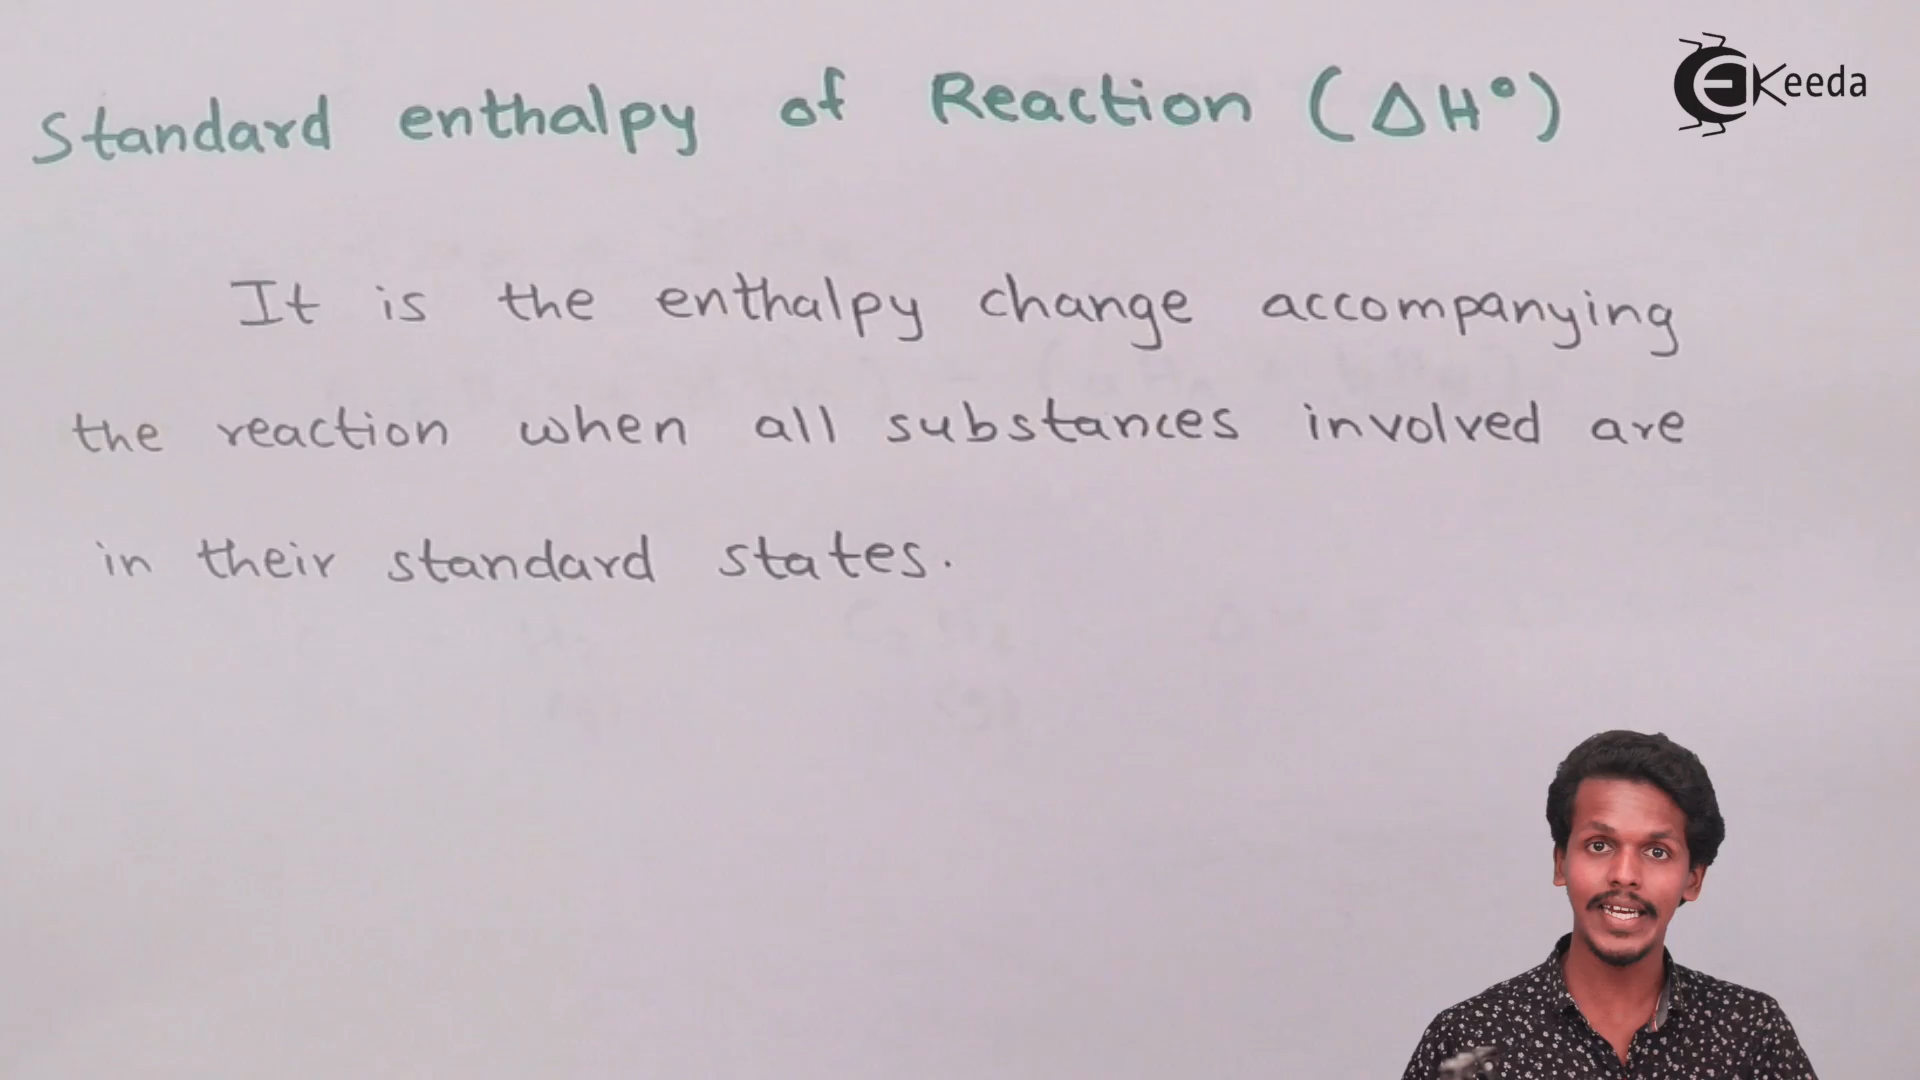 Standard enthalpy of Reaction (ΔH°)
EKeeda
It is the enthalpy change accompanying
the reaction when all substances involved are
in their standard states.